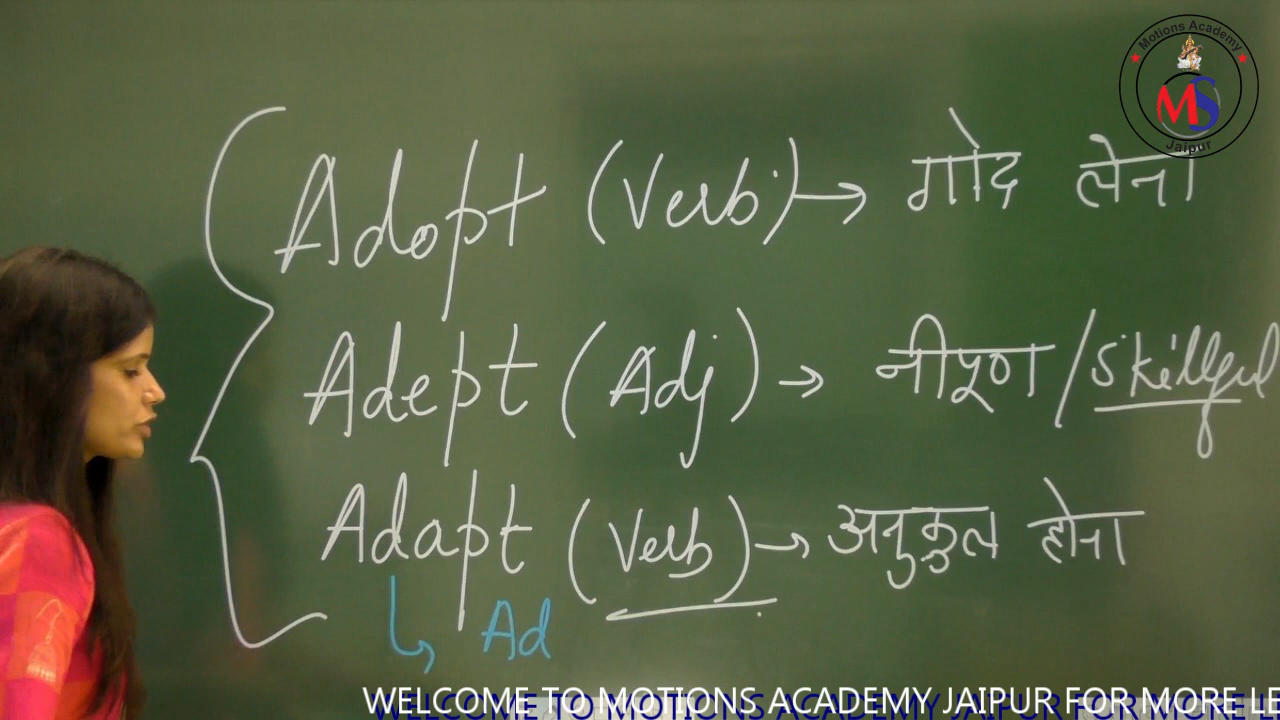 Motions Academy
MS
Jaipur
Adopt (Verb) → गोद लेना
Adept (Adj) → नीपूण / Skillful
Adapt (Verb) → अनुकुल होना
Ad
WELCOME TO MOTIONS ACADEMY JAIPUR FOR MORE LE